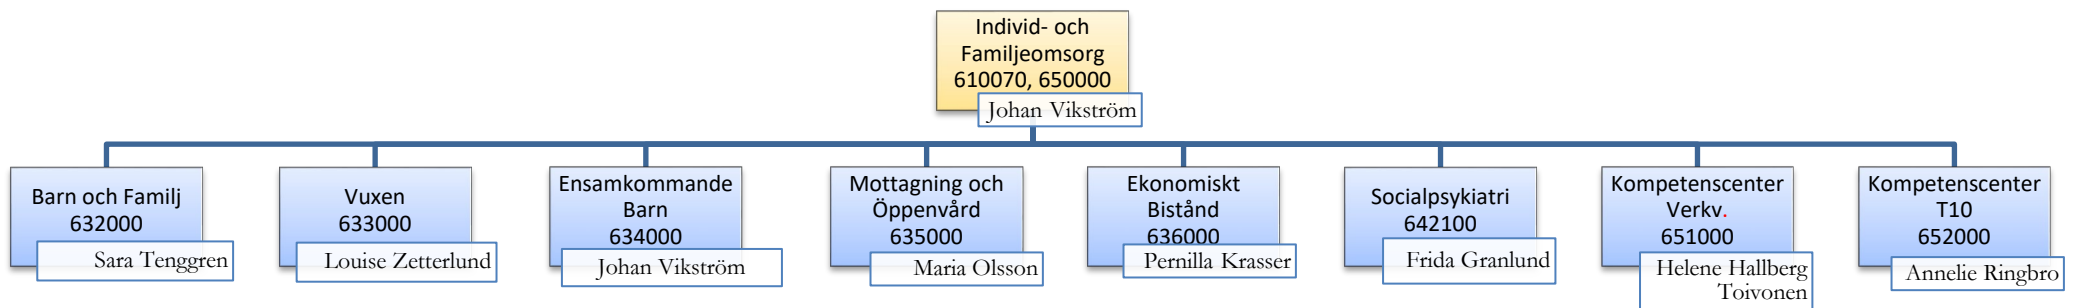 Individ- och
Familjeomsorg
610070, 650000
Johan Vikström
Barn och Familj
632000
Sara Tenggren
Vuxen
633000
Louise Zetterlund
Ensamkommande
Barn
634000
Johan Vikström
Mottagning och
Öppenvård
635000
Maria Olsson
Ekonomiskt
Bistånd
636000
Pernilla Krasser
Socialpsykiatri
642100
Frida Granlund
Kompetenscenter
Verkv.
651000
Helene Hallberg
Toivonen
Kompetenscenter
T10
652000
Annelie Ringbro